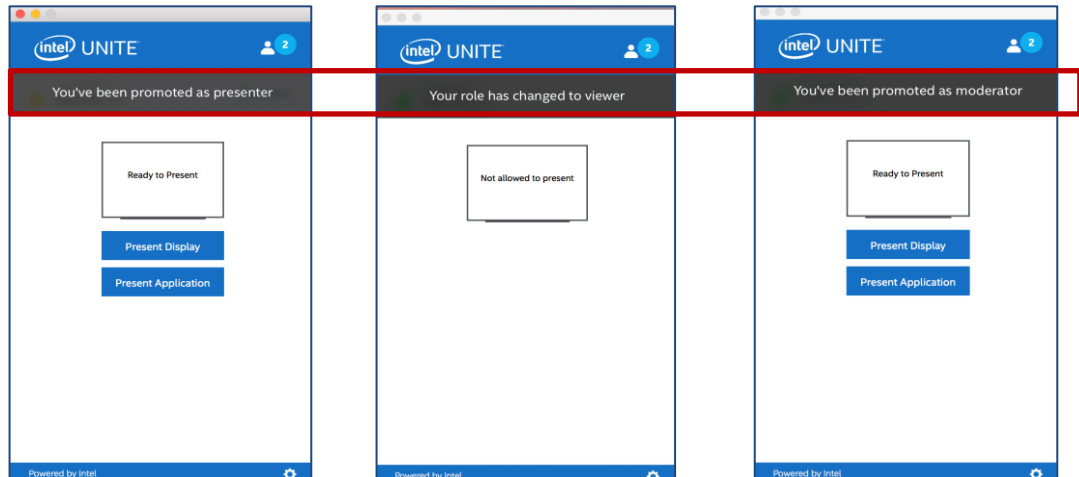 intel UNITE 2
You've been promoted as presenter
Ready to Present
Present Display
Present Application
Powered by Intel
intel UNITE 2
Your role has changed to viewer
Not allowed to present
Powered by Intel
intel UNITE 2
You've been promoted as moderator
Ready to Present
Present Display
Present Application
Powered by Intel